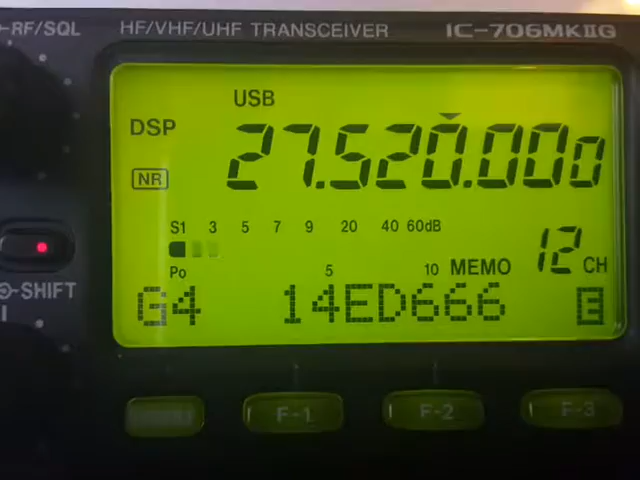 -RF/SQL HF/VHF/UHF TRANSCEIVER IC-706MKIIG
USB
DSP 27.520.000
NR
S1 3 5 7 9 20 40 60dB
Po 5 10 MEMO 12 CH
-SHIFT
G4 14ED666 E
F-1 F-2 F-3